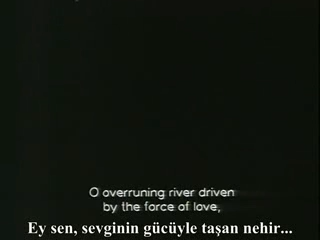 O overruning river driven
by the force of love,
Ey sen, sevginin gücüyle taşan nehir...